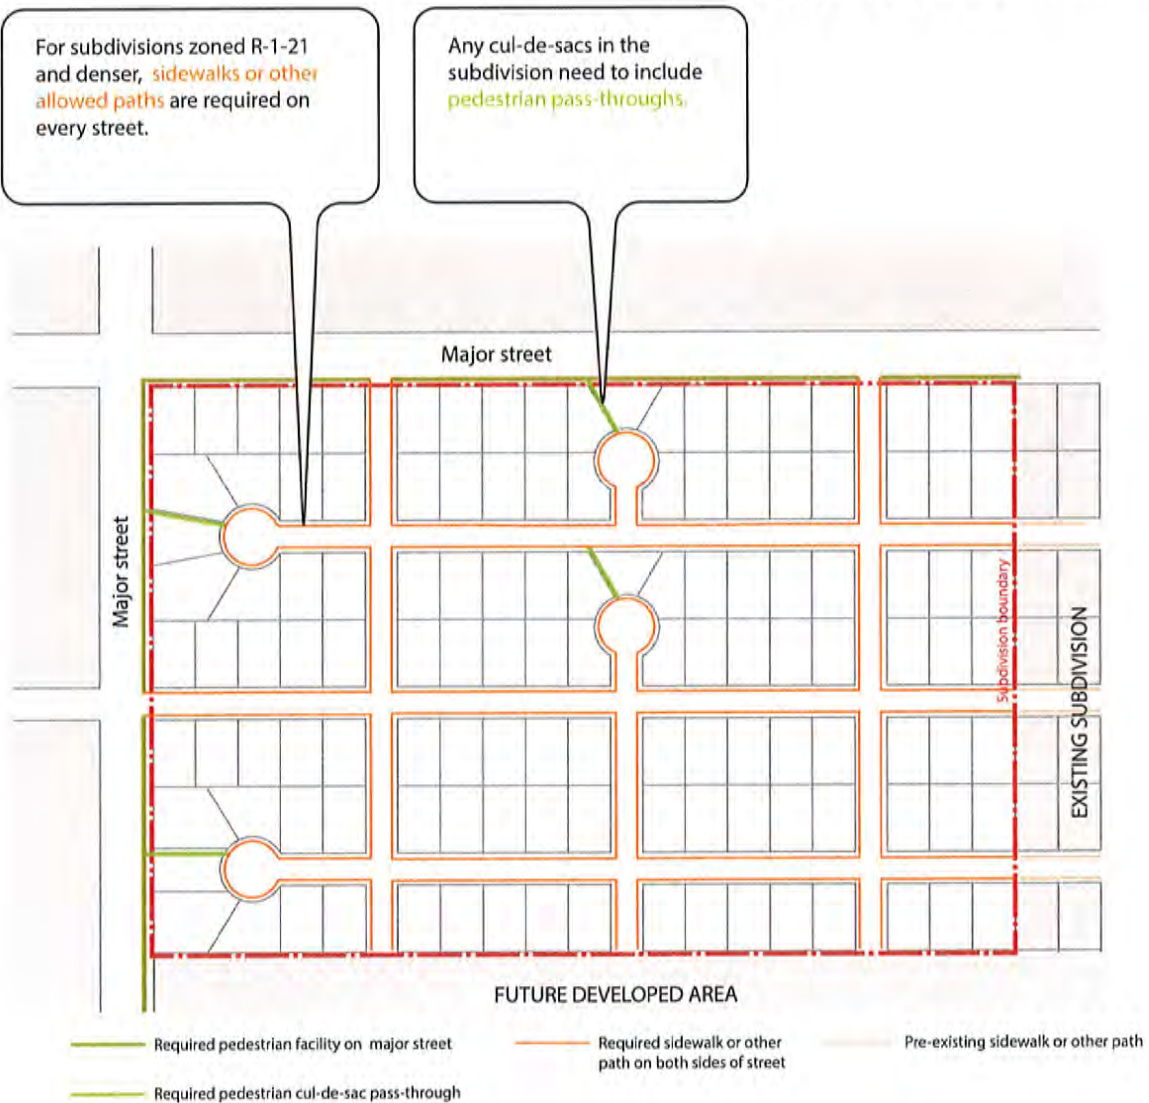 For subdivisions zoned R-1-21
and denser, sidewalks or other
allowed paths are required on
every street.
Any cul-de-sacs in the
subdivision need to include
pedestrian pass-throughs.
Major street
Major street
Subdivision boundary
EXISTING SUBDIVISION
FUTURE DEVELOPED AREA
Required pedestrian facility on major street
Required sidewalk or other
path on both sides of street
Pre-existing sidewalk or other path
Required pedestrian cul-de-sac pass-through